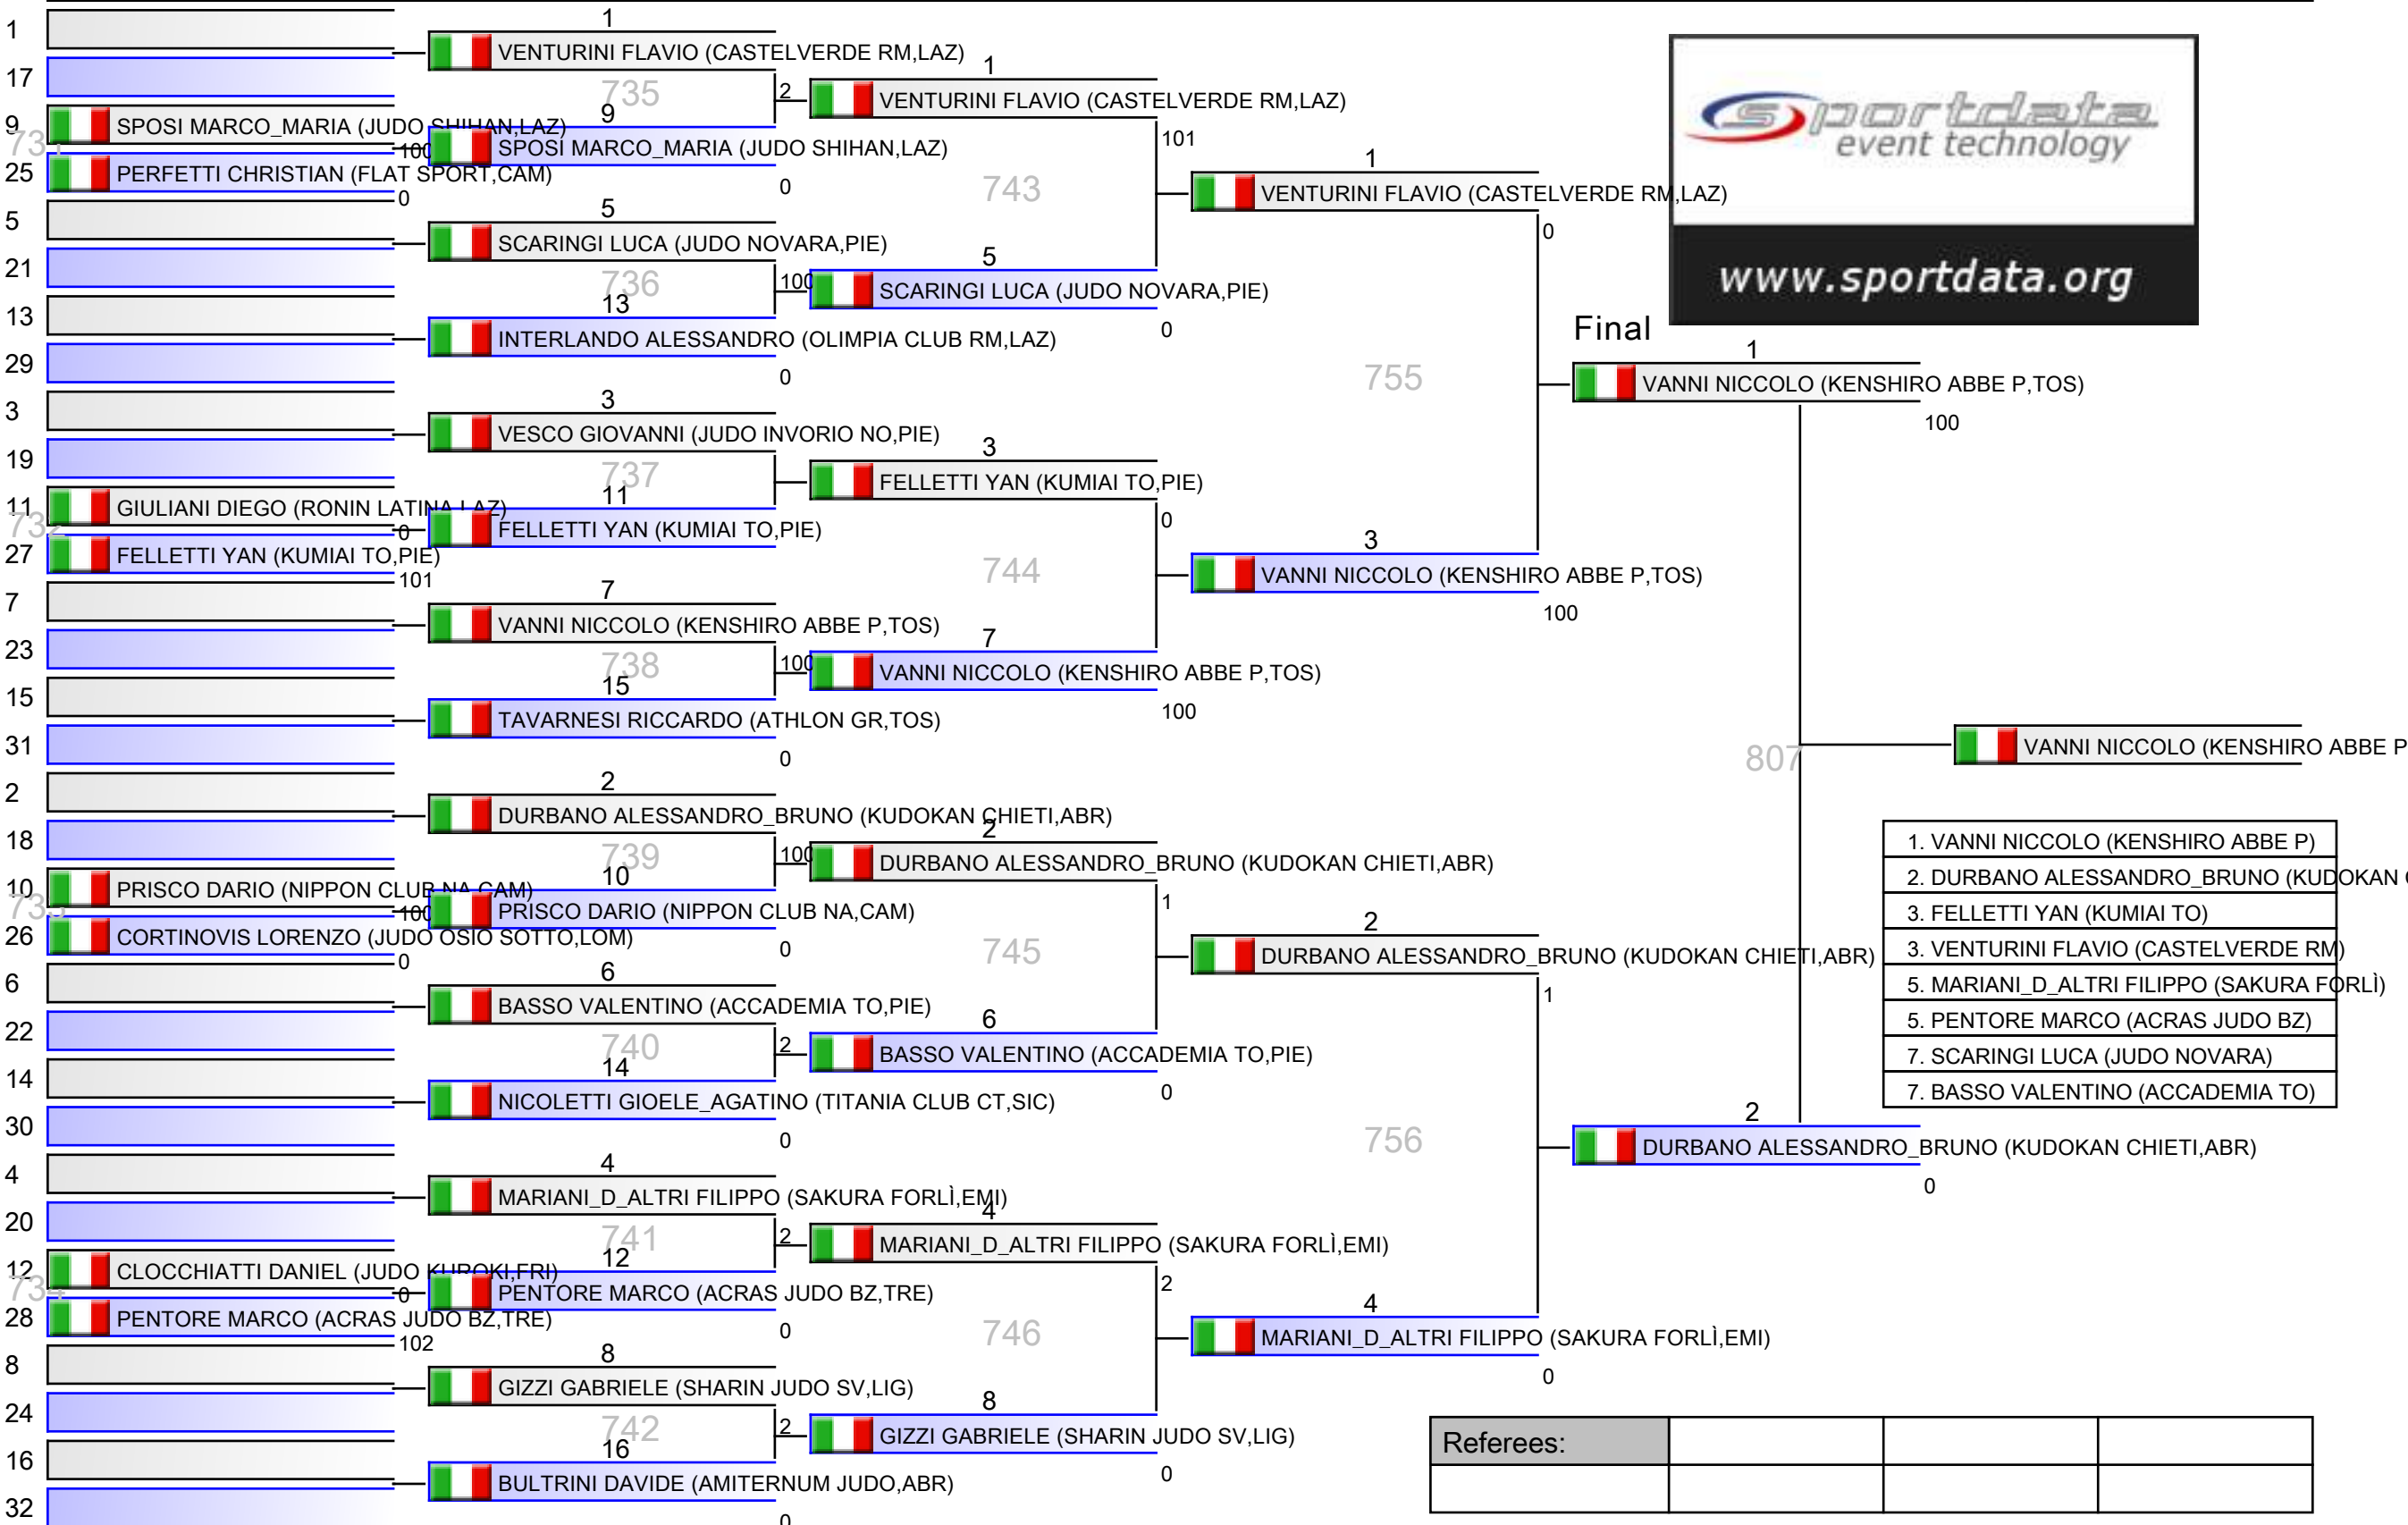 1
17
9
25
5
21
13
29
3
19
11
27
7
23
15
31
2
18
10
26
6
22
14
30
4
20
12
28
8
24
16
32
SPOSI MARCO_MARIA (JUDO SHIHAN,LAZ)
100
PERFETTI CHRISTIAN (FLAT SPORT,CAM)
0
732
GIULIANI DIEGO (RONIN LATINA,LAZ)
0
FELLETTI YAN (KUMIAI TO,PIE)
101
733
PRISCO DARIO (NIPPON CLUB NA,CAM)
100
CORTINOVIS LORENZO (JUDO OSIO SOTTO,LOM)
0
734
CLOCCHIATTI DANIEL (JUDO KUROKI,FRI)
0
PENTORE MARCO (ACRAS JUDO BZ,TRE)
102
1
VENTURINI FLAVIO (CASTELVERDE RM,LAZ)
735
2
9
SPOSI MARCO_MARIA (JUDO SHIHAN,LAZ)
0
5
SCARINGI LUCA (JUDO NOVARA,PIE)
736
100
13
INTERLANDO ALESSANDRO (OLIMPIA CLUB RM,LAZ)
0
3
VESCO GIOVANNI (JUDO INVORIO NO,PIE)
737
11
FELLETTI YAN (KUMIAI TO,PIE)
7
VANNI NICCOLO (KENSHIRO ABBE P,TOS)
738
100
15
TAVARNESI RICCARDO (ATHLON GR,TOS)
0
2
DURBANO ALESSANDRO_BRUNO (KUDOKAN CHIETI,ABR)
739
100
10
PRISCO DARIO (NIPPON CLUB NA,CAM)
0
6
BASSO VALENTINO (ACCADEMIA TO,PIE)
740
2
14
NICOLETTI GIOELE_AGATINO (TITANIA CLUB CT,SIC)
0
4
MARIANI_D_ALTRI FILIPPO (SAKURA FORLÌ,EMI)
741
2
12
PENTORE MARCO (ACRAS JUDO BZ,TRE)
0
8
GIZZI GABRIELE (SHARIN JUDO SV,LIG)
742
2
16
BULTRINI DAVIDE (AMITERNUM JUDO,ABR)
0
1
VENTURINI FLAVIO (CASTELVERDE RM,LAZ)
101
743
5
SCARINGI LUCA (JUDO NOVARA,PIE)
0
3
FELLETTI YAN (KUMIAI TO,PIE)
0
744
7
VANNI NICCOLO (KENSHIRO ABBE P,TOS)
100
2
DURBANO ALESSANDRO_BRUNO (KUDOKAN CHIETI,ABR)
1
745
6
BASSO VALENTINO (ACCADEMIA TO,PIE)
0
4
MARIANI_D_ALTRI FILIPPO (SAKURA FORLÌ,EMI)
2
746
8
GIZZI GABRIELE (SHARIN JUDO SV,LIG)
0
1
VENTURINI FLAVIO (CASTELVERDE RM,LAZ)
0
755
3
VANNI NICCOLO (KENSHIRO ABBE P,TOS)
100
2
DURBANO ALESSANDRO_BRUNO (KUDOKAN CHIETI,ABR)
1
756
4
MARIANI_D_ALTRI FILIPPO (SAKURA FORLÌ,EMI)
0
sportdata
event technology
www.sportdata.org
Final
1
VANNI NICCOLO (KENSHIRO ABBE P,TOS)
100
807
VANNI NICCOLO (KENSHIRO ABBE P
2
DURBANO ALESSANDRO_BRUNO (KUDOKAN CHIETI,ABR)
0
1. VANNI NICCOLO (KENSHIRO ABBE P)
2. DURBANO ALESSANDRO_BRUNO (KUDOKAN
3. FELLETTI YAN (KUMIAI TO)
3. VENTURINI FLAVIO (CASTELVERDE RM)
5. MARIANI_D_ALTRI FILIPPO (SAKURA FORLÌ)
5. PENTORE MARCO (ACRAS JUDO BZ)
7. SCARINGI LUCA (JUDO NOVARA)
7. BASSO VALENTINO (ACCADEMIA TO)
Referees: